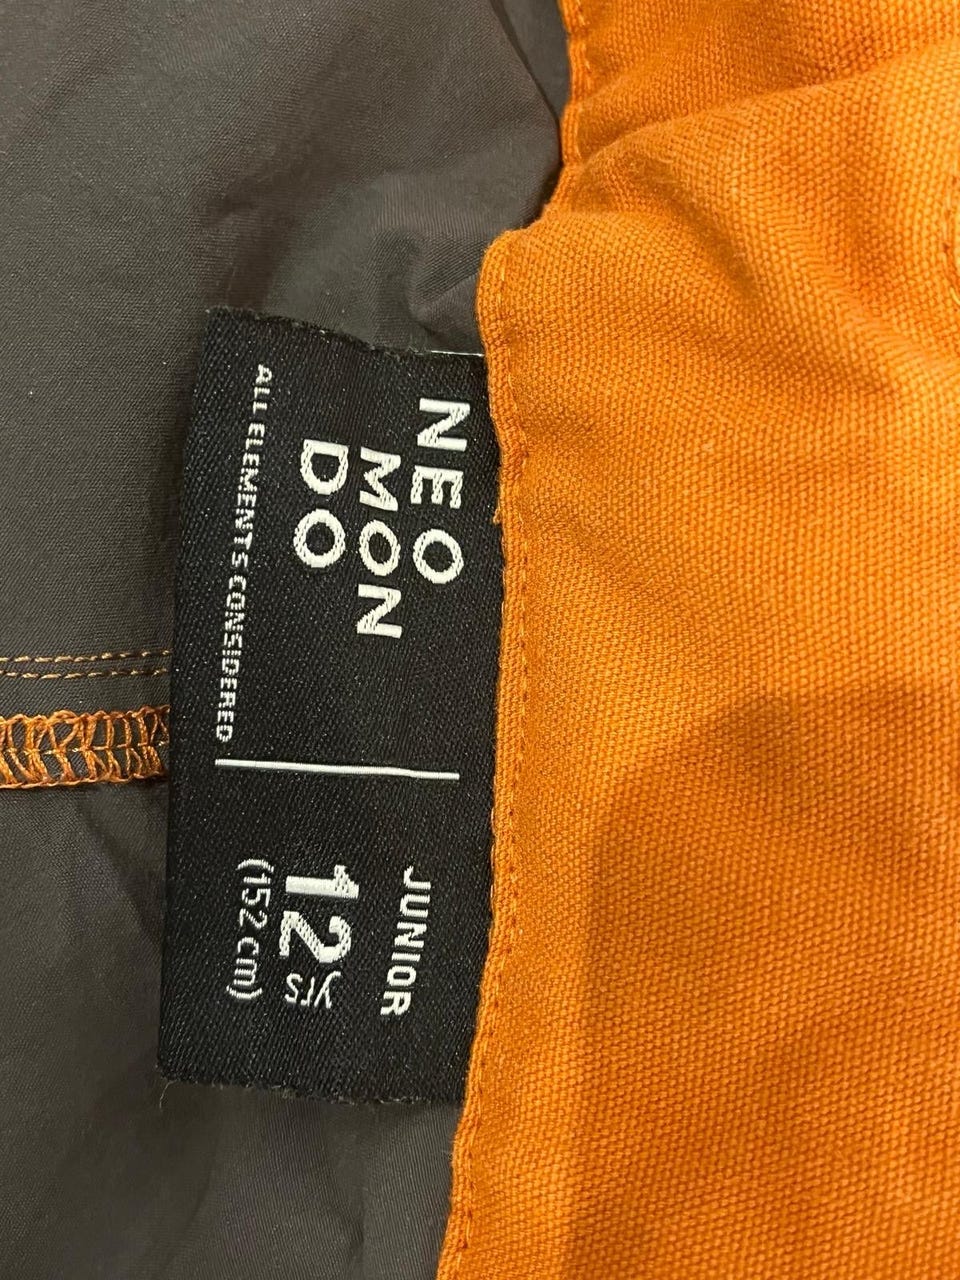 NEO
MON
DO
ALL ELEMENTS CONSIDERED
JUNIOR
12 yrs
(152 cm)